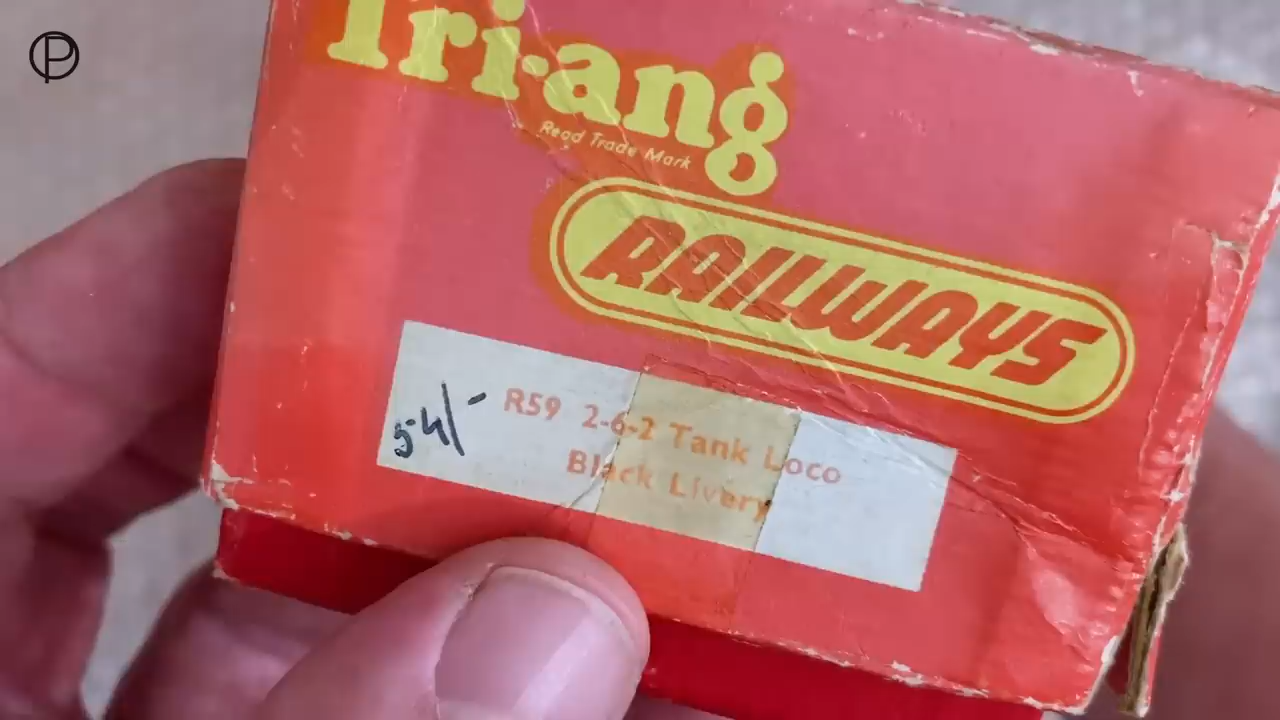 Tri-ang
Regd Trade Mark
RAILWAYS
54/-
R59 2-6-2 Tank Loco
Black Livery